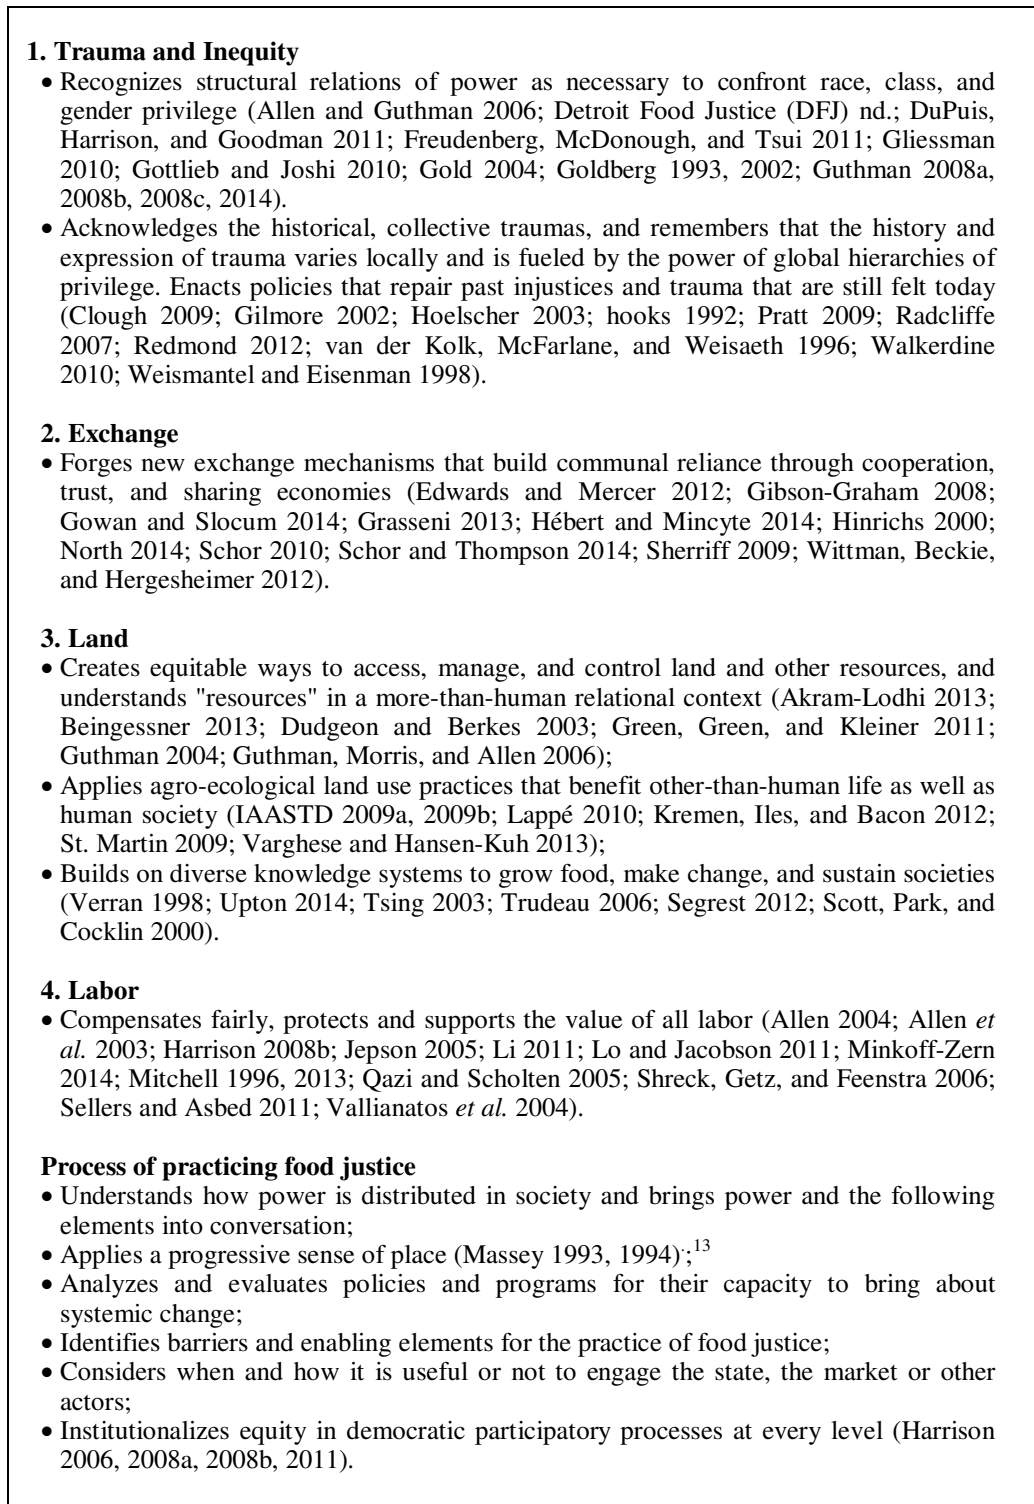 1. Trauma and Inequity
• Recognizes structural relations of power as necessary to confront race, class, and
gender privilege (Allen and Guthman 2006; Detroit Food Justice (DFJ) nd.; DuPuis,
Harrison, and Goodman 2011; Freudenberg, McDonough, and Tsui 2011; Gliessman
2010; Gottlieb and Joshi 2010; Gold 2004; Goldberg 1993, 2002; Guthman 2008a,
2008b, 2008c, 2014).
• Acknowledges the historical, collective traumas, and remembers that the history and
expression of trauma varies locally and is fueled by the power of global hierarchies of
privilege. Enacts policies that repair past injustices and trauma that are still felt today
(Clough 2009; Gilmore 2002; Hoelscher 2003; hooks 1992; Pratt 2009; Radcliffe
2007; Redmond 2012; van der Kolk, McFarlane, and Weisaeth 1996; Walkerdine
2010; Weismantel and Eisenman 1998).
2. Exchange
• Forges new exchange mechanisms that build communal reliance through cooperation,
trust, and sharing economies (Edwards and Mercer 2012; Gibson-Graham 2008;
Gowan and Slocum 2014; Grasseni 2013; Hébert and Mincyte 2014; Hinrichs 2000;
North 2014; Schor 2010; Schor and Thompson 2014; Sherriff 2009; Wittman, Beckie,
and Hergesheimer 2012).
3. Land
• Creates equitable ways to access, manage, and control land and other resources, and
understands "resources" in a more-than-human relational context (Akram-Lodhi 2013;
Beingessner 2013; Dudgeon and Berkes 2003; Green, Green, and Kleiner 2011;
Guthman 2004; Guthman, Morris, and Allen 2006);
• Applies agro-ecological land use practices that benefit other-than-human life as well as
human society (IAASTD 2009a, 2009b; Lappé 2010; Kremen, Iles, and Bacon 2012;
St. Martin 2009; Varghese and Hansen-Kuh 2013);
• Builds on diverse knowledge systems to grow food, make change, and sustain societies
(Verran 1998; Upton 2014; Tsing 2003; Trudeau 2006; Segrest 2012; Scott, Park, and
Cocklin 2000).
4. Labor
• Compensates fairly, protects and supports the value of all labor (Allen 2004; Allen et
al. 2003; Harrison 2008b; Jepson 2005; Li 2011; Lo and Jacobson 2011; Minkoff-Zern
2014; Mitchell 1996, 2013; Qazi and Scholten 2005; Shreck, Getz, and Feenstra 2006;
Sellers and Asbed 2011; Vallianatos et al. 2004).
Process of practicing food justice
• Understands how power is distributed in society and brings power and the following
elements into conversation;
• Applies a progressive sense of place (Massey 1993, 1994)·;13
• Analyzes and evaluates policies and programs for their capacity to bring about
systemic change;
• Identifies barriers and enabling elements for the practice of food justice;
• Considers when and how it is useful or not to engage the state, the market or other
actors;
• Institutionalizes equity in democratic participatory processes at every level (Harrison
2006, 2008a, 2008b, 2011).